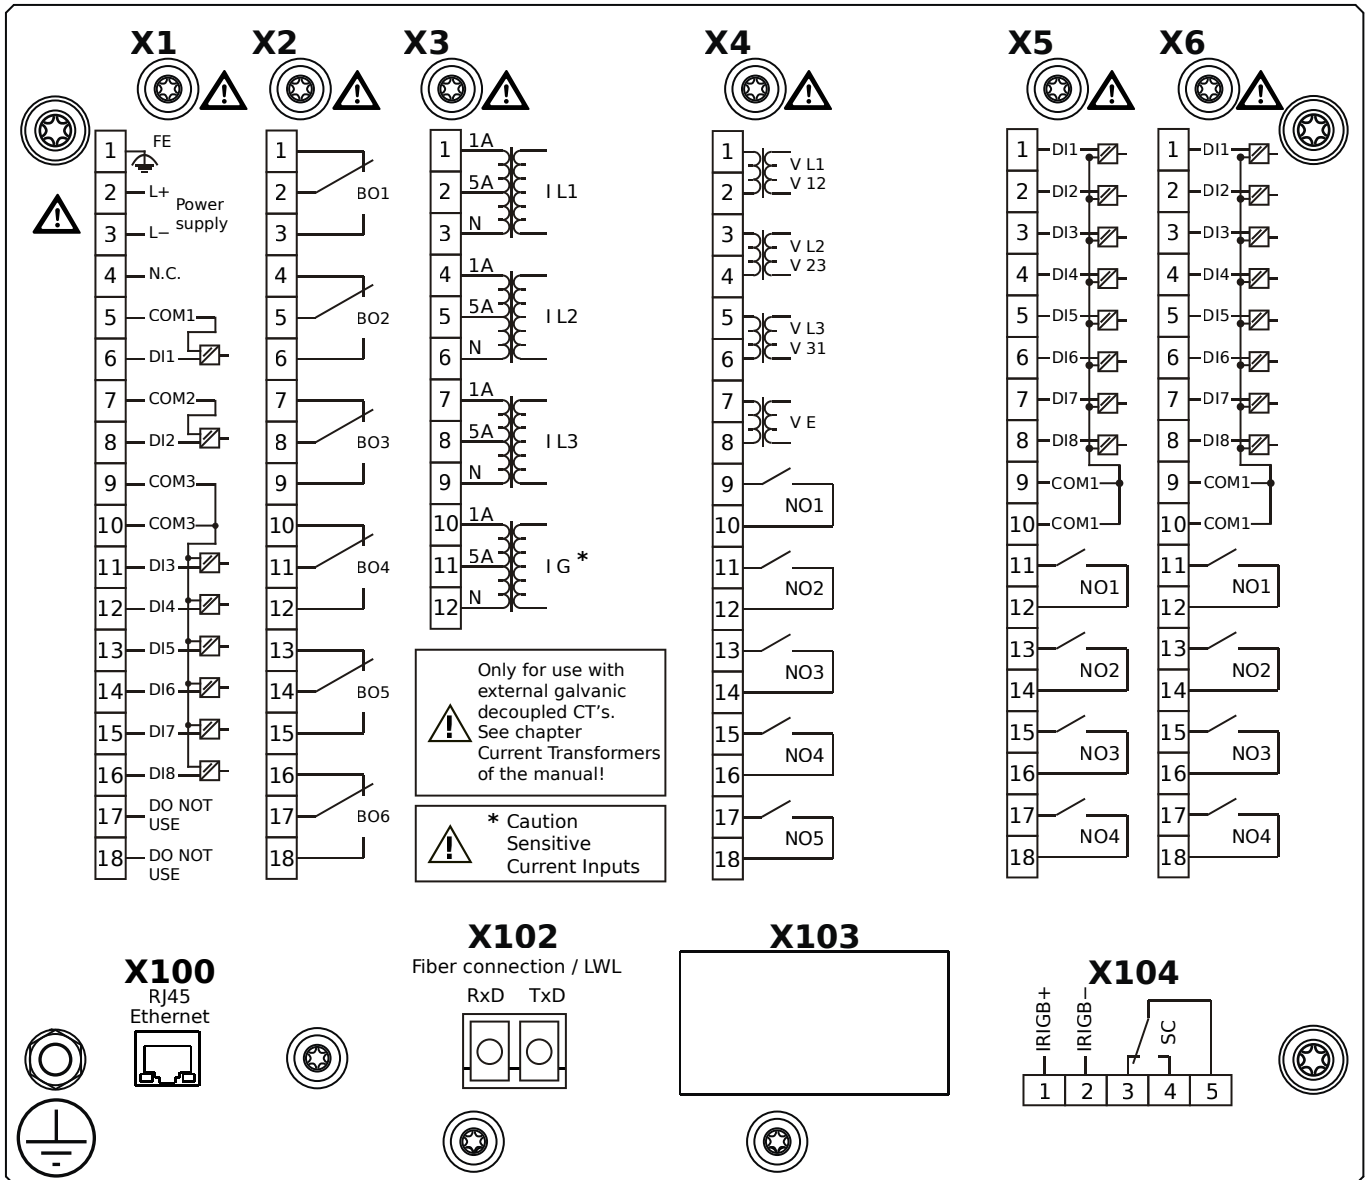 X1
1
FE
2
L+
Power
supply
3
L−
4
N.C.
5
COM1
6
DI1
7
COM2
8
DI2
9
COM3
10
COM3
11
DI3
12
DI4
13
DI5
14
DI6
15
DI7
16
DI8
17
DO NOT
USE
18
DO NOT
USE
X2
1
2
BO1
3
4
5
BO2
6
7
8
BO3
9
10
11
BO4
12
13
14
BO5
15
16
17
BO6
18
X3
1
1A
2
5A
I L1
3
N
4
1A
5
5A
I L2
6
N
7
1A
8
5A
I L3
9
N
10
1A
11
5A
I G *
12
N
Only for use with
external galvanic
decoupled CT's.
See chapter
Current Transformers
of the manual!
* Caution
Sensitive
Current Inputs
X4
1
V L1
V 12
2
3
V L2
V 23
4
5
V L3
V 31
6
7
V E
8
9
NO1
10
11
NO2
12
13
NO3
14
15
NO4
16
17
NO5
18
X5
1
DI1
2
DI2
3
DI3
4
DI4
5
DI5
6
DI6
7
DI7
8
DI8
9
COM1
10
COM1
11
NO1
12
13
NO2
14
15
NO3
16
17
NO4
18
X6
1
DI1
2
DI2
3
DI3
4
DI4
5
DI5
6
DI6
7
DI7
8
DI8
9
COM1
10
COM1
11
NO1
12
13
NO2
14
15
NO3
16
17
NO4
18
X100
RJ45
Ethernet
X102
Fiber connection / LWL
RxD TxD
X103
X104
IRIGB+
IRIGB−
SC
1 2 3 4 5